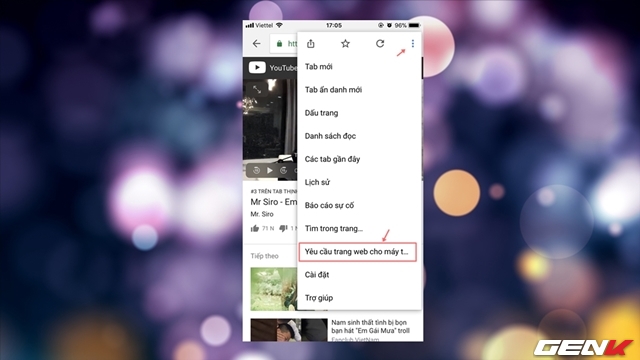 Viettel 17:05 96%
htt
YouTube
Tab mới
Tab ẩn danh mới
Dấu trang
Danh sách đọc
Các tab gần đây
Lịch sử
Báo cáo sự cố
Tìm trong trang...
Yêu cầu trang web cho máy t...
Cài đặt
Trợ giúp
#3 TRÊN TAB THỊN
Mr Siro - Em
Mr. Siro
71 N
Tiếp theo
Nam sinh thất tình bị bọn
bạn hát "Em Gái Mưa" troll
Fanclub VietNam
GENK